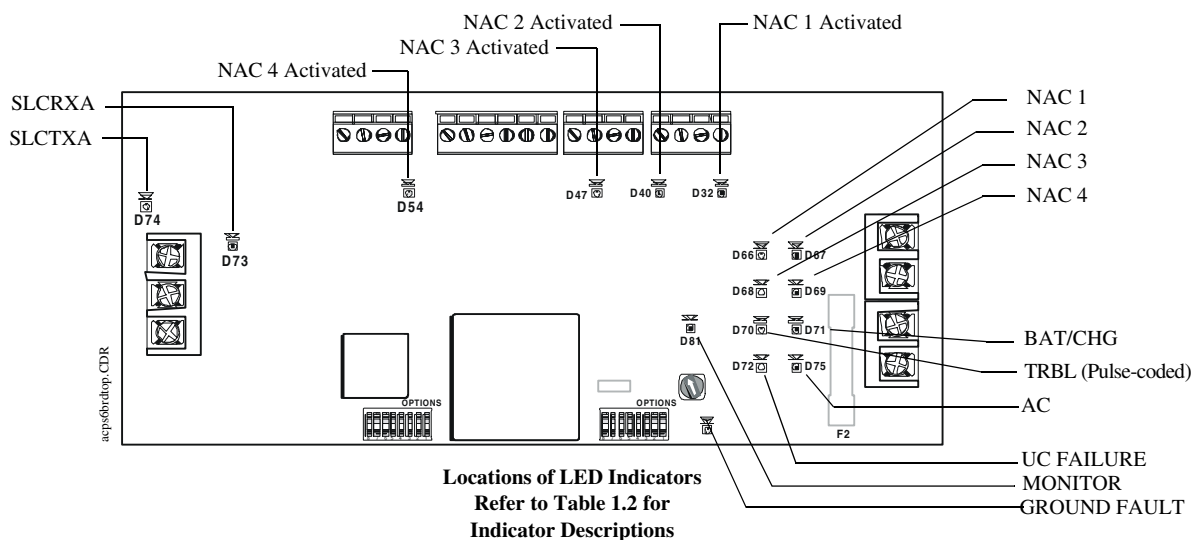 NAC 2 Activated
NAC 1 Activated
NAC 3 Activated
NAC 4 Activated
SLCRXA
SLCTXA
NAC 1
NAC 2
NAC 3
NAC 4
D74
D73
D54
D47
D40
D32
D66
D67
D68
D69
D70
D71
D81
D72
D75
BAT/CHG
TRBL (Pulse-coded)
AC
OPTIONS
OPTIONS
F2
acps6brdtop.CDR
UC FAILURE
MONITOR
GROUND FAULT
Locations of LED Indicators
Refer to Table 1.2 for
Indicator Descriptions